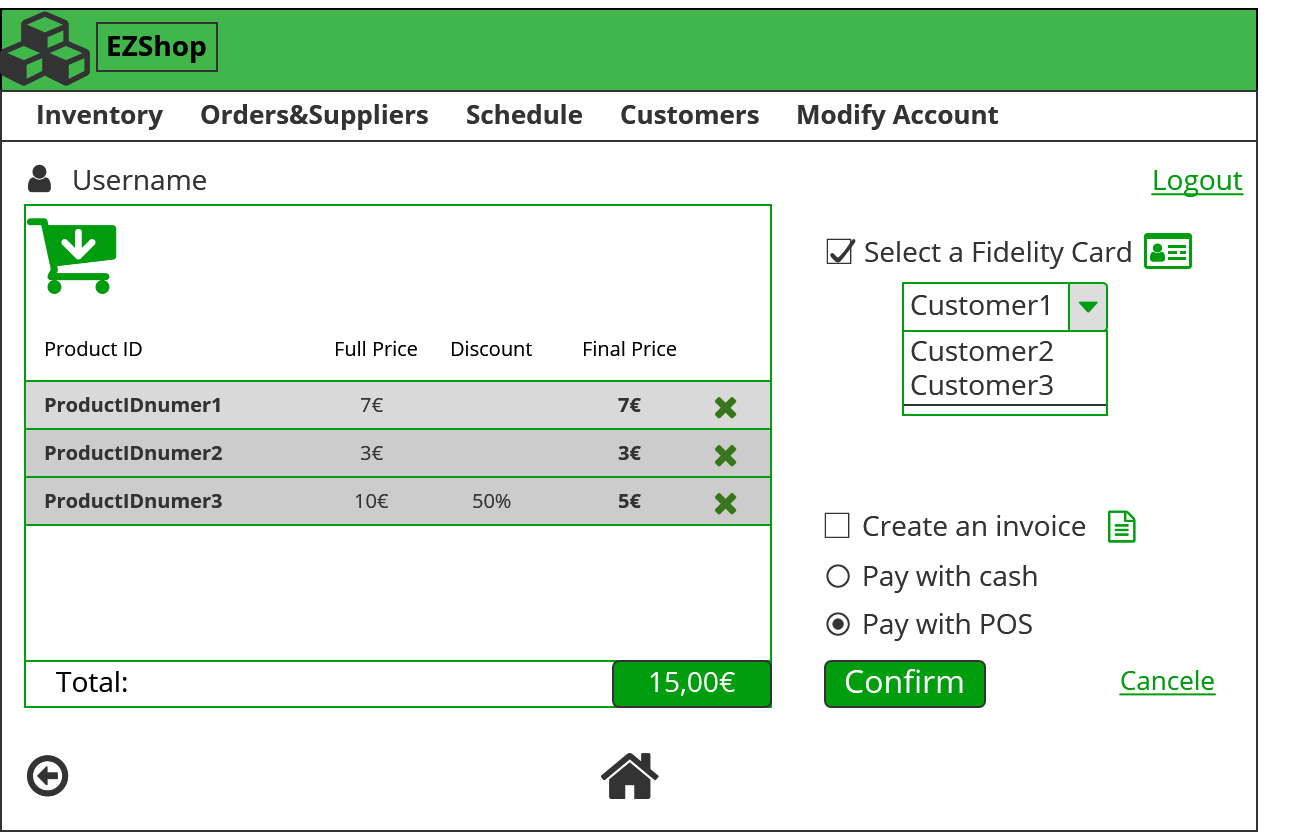 EZShop
Inventory Orders&Suppliers Schedule Customers Modify Account
Username
Logout
Select a Fidelity Card
Customer1
Customer2
Customer3
Product ID Full Price Discount Final Price
ProductIDnumer1 7€ 7€
ProductIDnumer2 3€ 3€
ProductIDnumer3 10€ 50% 5€
Create an invoice
Pay with cash
Pay with POS
Total: 15,00€
Confirm
Cancele